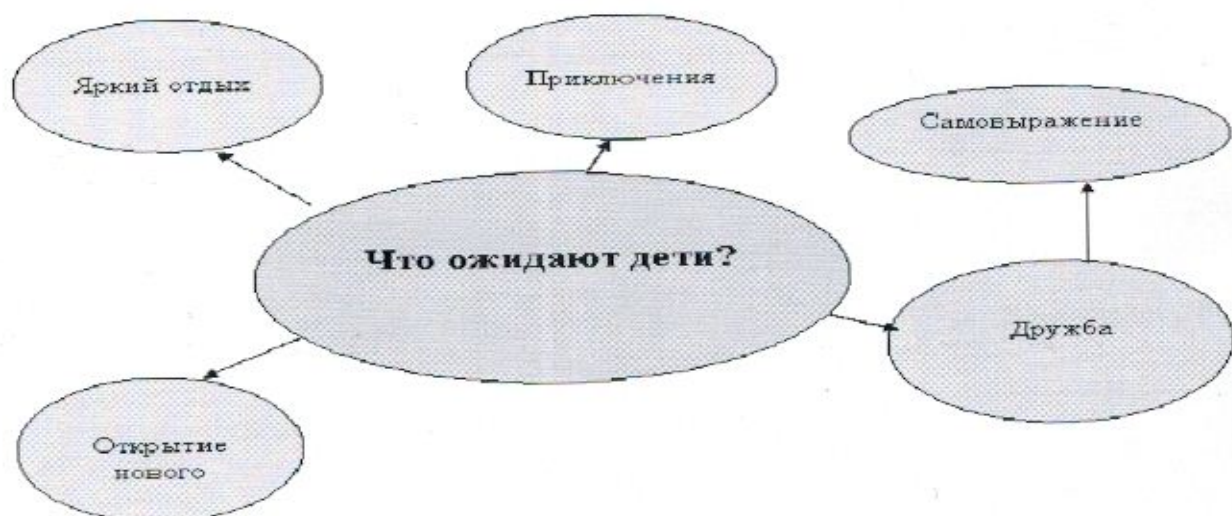 Яркий отдых
Приключения
Самовыражение
Что ожидают дети?
Дружба
Открытие
нового